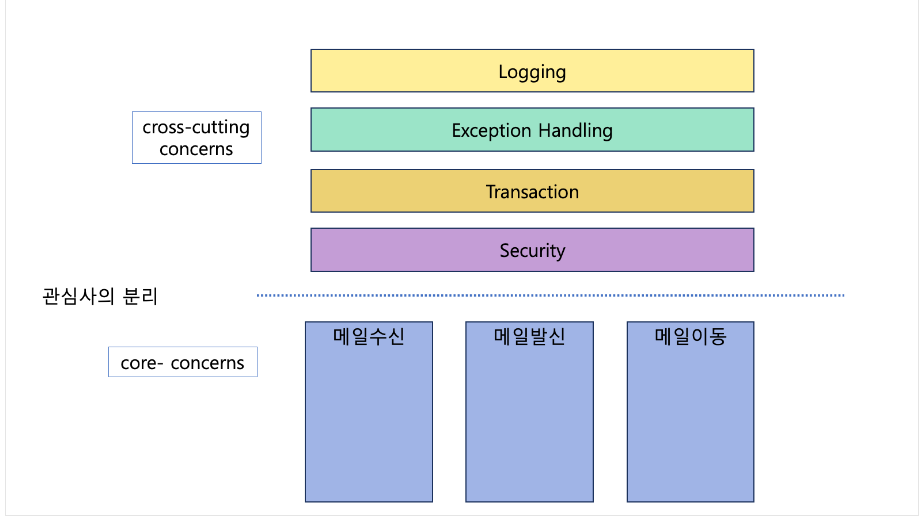 Logging
cross-cutting
concerns
Exception Handling
Transaction
Security
관심사의 분리
메일수신
메일발신
메일이동
core- concerns